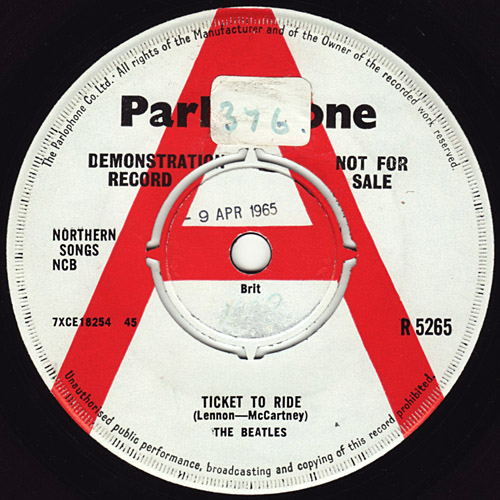 The Parlophone Co. Ltd. - All rights of the Manufacturer and of the Owner of the recorded work reserved.
Parl one
376.
DEMONSTRATION RECORD
NOT FOR SALE
- 9 APR 1965
NORTHERN
SONGS
NCB
Brit
7XCE18254 45
R 5265
TICKET TO RIDE
(Lennon—McCartney)
THE BEATLES
Unauthorised public performance, broadcasting and copying of this record prohibited.